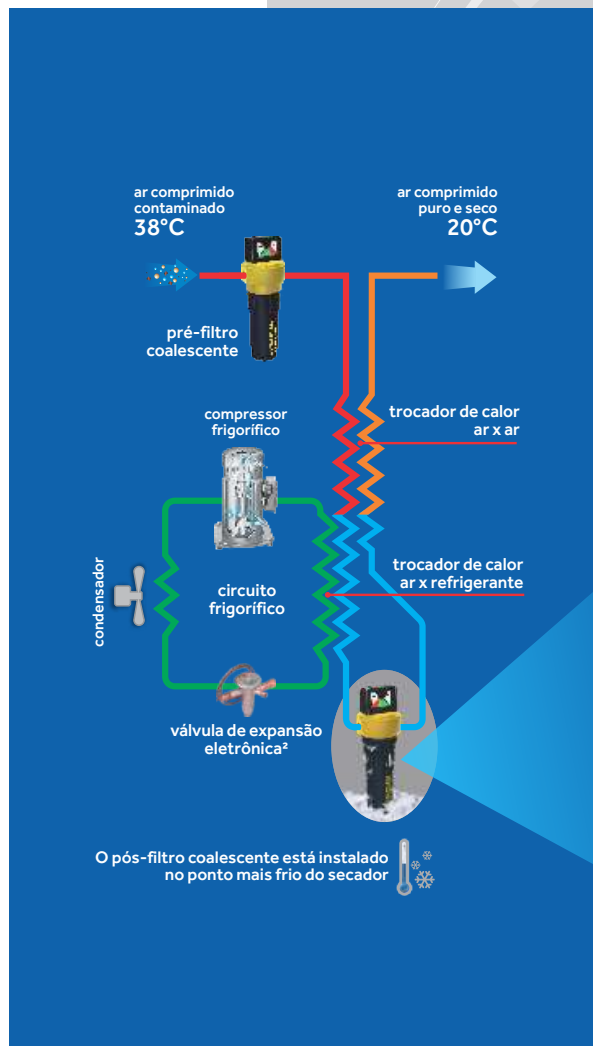 ar comprimido
contaminado
38°C
ar comprimido
puro e seco
20°C
pré-filtro
coalescente
trocador de calor
ar x ar
compressor
frigorífico
condensador
circuito
frigorífico
trocador de calor
ar x refrigerante
válvula de expansão
eletrônica²
O pós-filtro coalescente está instalado
no ponto mais frio do secador